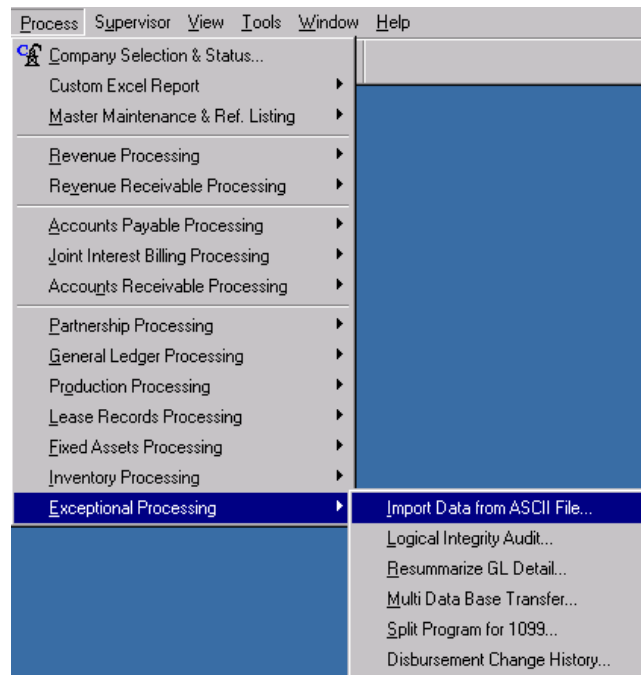 Process Supervisor View Tools Window Help
Company Selection & Status...
Custom Excel Report
Master Maintenance & Ref. Listing
Revenue Processing
Revenue Receivable Processing
Accounts Payable Processing
Joint Interest Billing Processing
Accounts Receivable Processing
Partnership Processing
General Ledger Processing
Production Processing
Lease Records Processing
Fixed Assets Processing
Inventory Processing
Exceptional Processing
Import Data from ASCII File...
Logical Integrity Audit...
Resummarize GL Detail...
Multi Data Base Transfer...
Split Program for 1099...
Disbursement Change History...